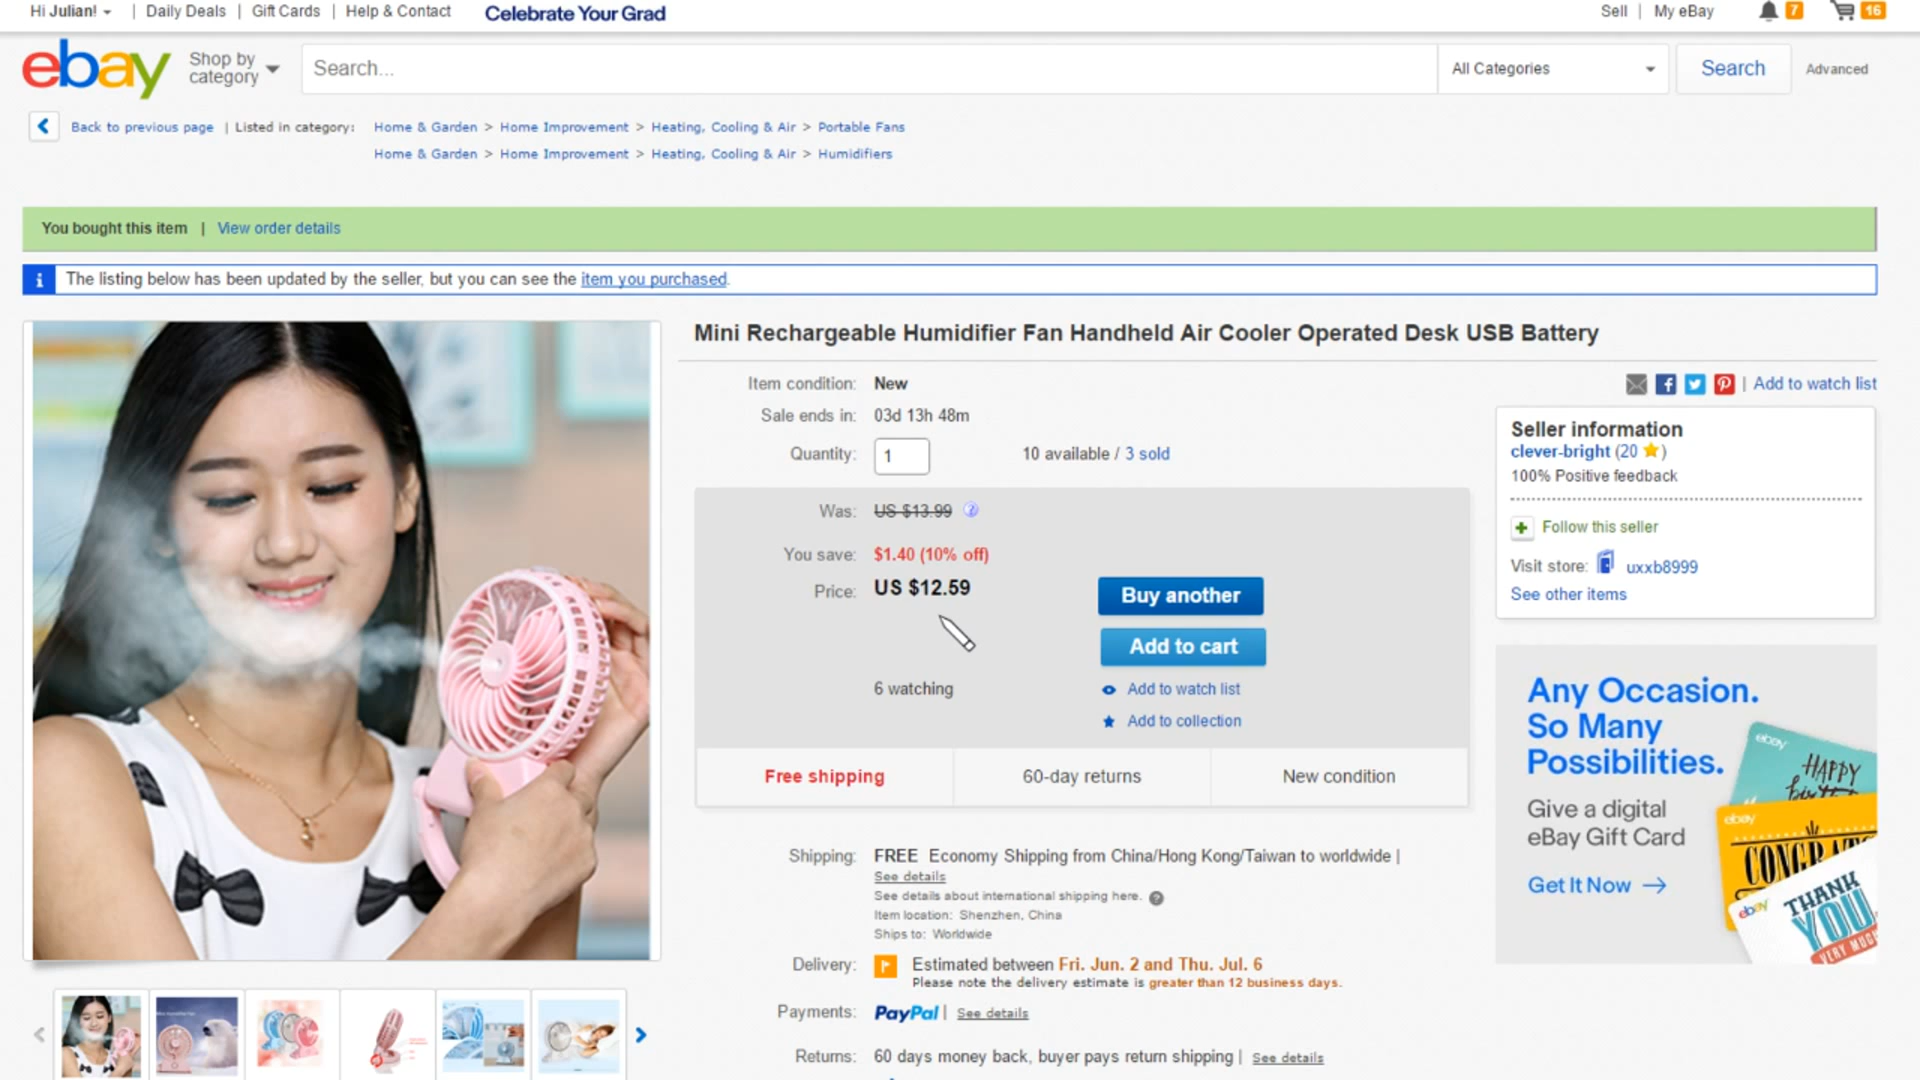 Hi Julian! | Daily Deals | Gift Cards | Help & Contact Celebrate Your Grad Sell | My eBay 7 16
ebay Shop by category Search... All Categories Search Advanced
Back to previous page | Listed in category: Home & Garden > Home Improvement > Heating, Cooling & Air > Portable Fans
Home & Garden > Home Improvement > Heating, Cooling & Air > Humidifiers
You bought this item | View order details
i The listing below has been updated by the seller, but you can see the item you purchased.
Mini Rechargeable Humidifier Fan Handheld Air Cooler Operated Desk USB Battery
Item condition: New
| Add to watch list
Sale ends in: 03d 13h 48m
Quantity: 1 10 available / 3 sold
Was: US $13.99 ?
You save: $1.40 (10% off)
Price: US $12.59
Buy another
Add to cart
6 watching
Add to watch list
Add to collection
Free shipping 60-day returns New condition
Shipping: FREE Economy Shipping from China/Hong Kong/Taiwan to worldwide |
See details
See details about international shipping here. ?
Item location: Shenzhen, China
Ships to: Worldwide
Delivery: Estimated between Fri. Jun. 2 and Thu. Jul. 6
Please note the delivery estimate is greater than 12 business days.
Payments: PayPal | See details
Returns: 60 days money back, buyer pays return shipping | See details
Seller information
clever-bright (20 )
100% Positive feedback
Follow this seller
Visit store: uxxb8999
See other items
Any Occasion.
So Many
Possibilities.
Give a digital
eBay Gift Card
Get It Now →
ebay
HAPPY
ebay
ebay
THANK
YOU
VERY MUCH